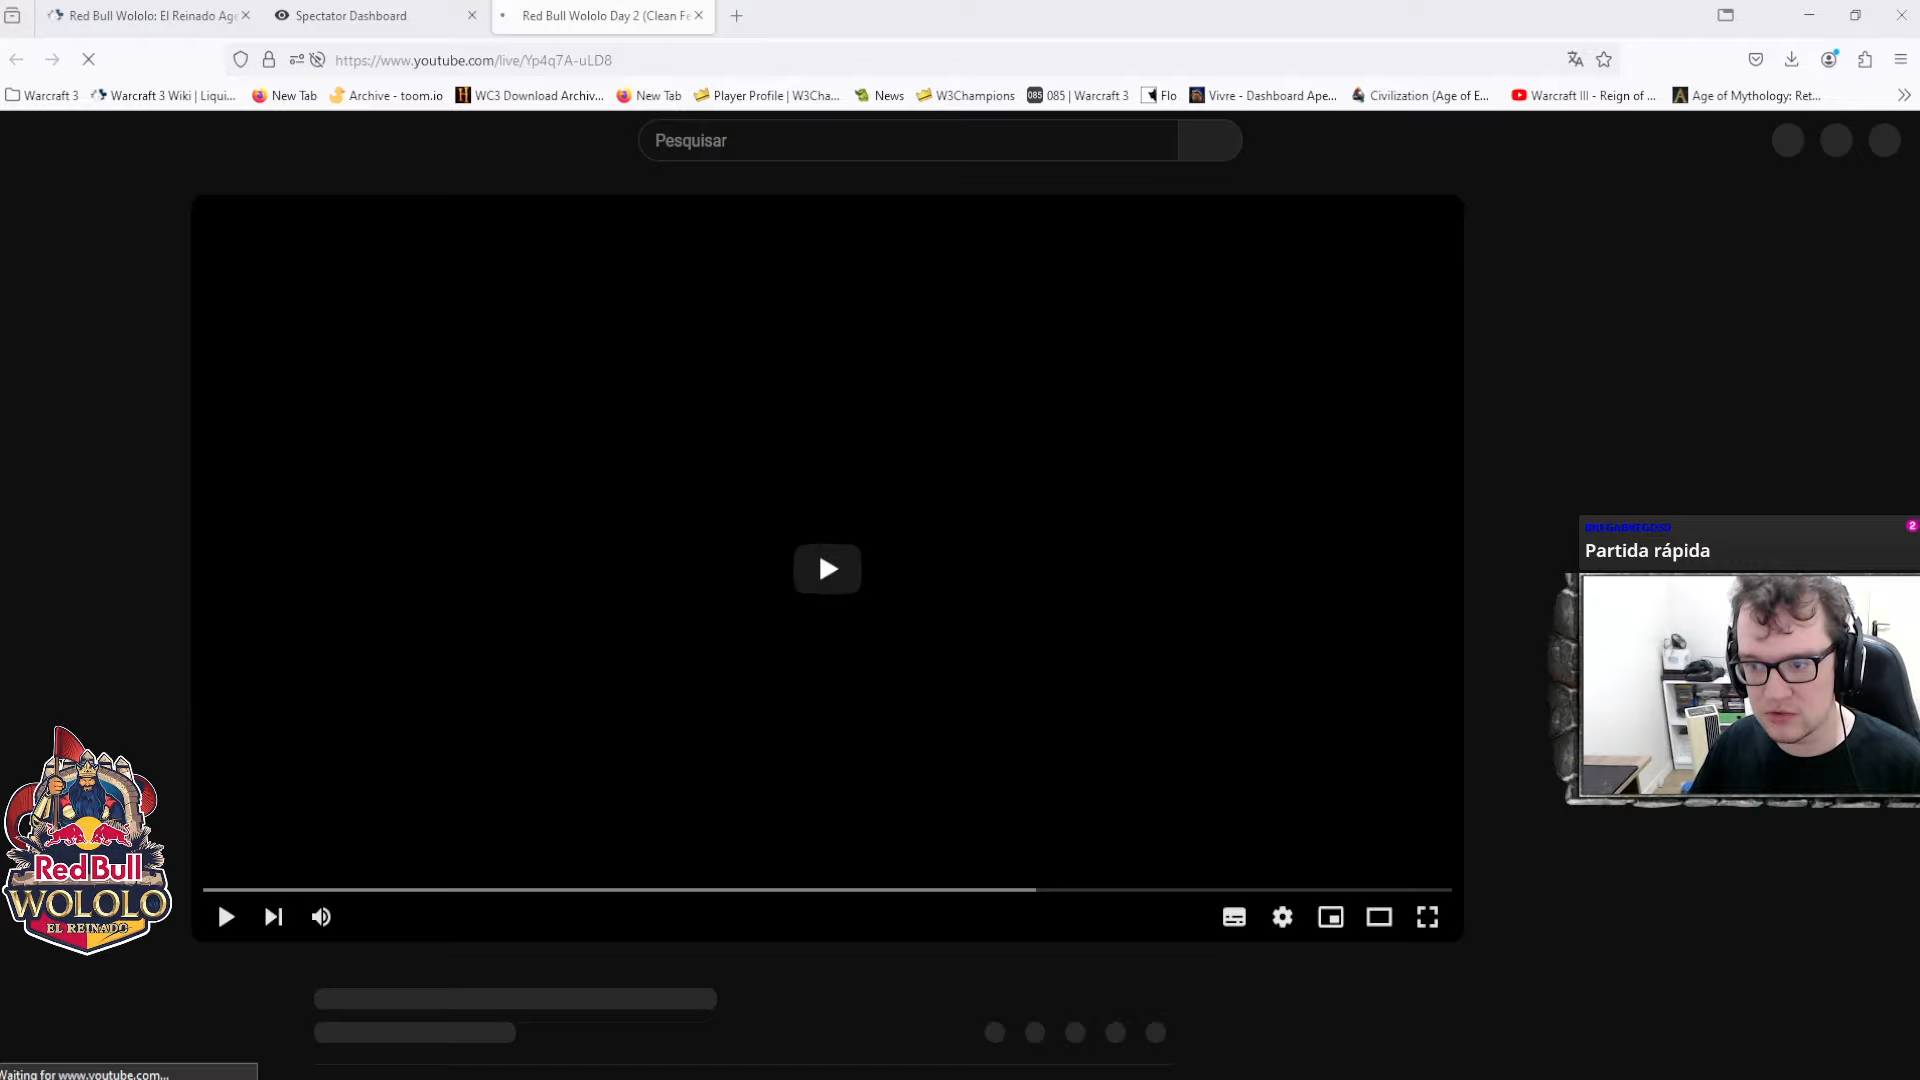 Red Bull Wololo: El Reinado Age
Spectator Dashboard
Red Bull Wololo Day 2 (Clean Fe
https://www.youtube.com/live/Yp4q7A-uLD8
Warcraft 3
Warcraft 3 Wiki | Liqui...
New Tab
Archive - toom.io
WC3 Download Archiv...
New Tab
Player Profile | W3Cha...
News
W3Champions
085
085 | Warcraft 3
Flo
Vivre - Dashboard Ape...
Civilization (Age of E...
Warcraft III - Reign of ...
Age of Mythology: Ret...
Pesquisar
2
Partida rápida
Red Bull
WOLOLO
EL REINADO
Waiting for www.youtube.com...